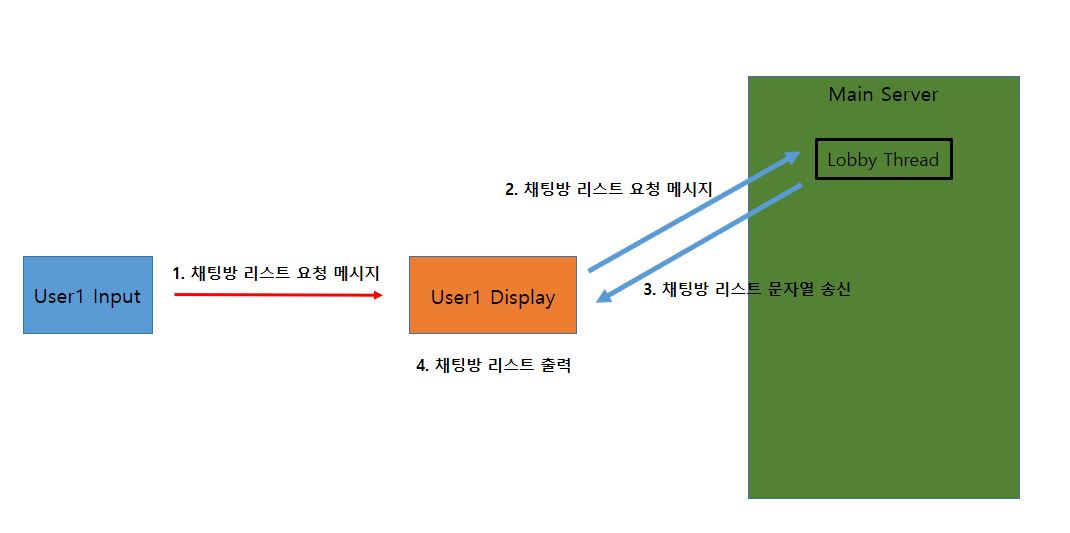 Main Server
Lobby Thread
2. 채팅방 리스트 요청 메시지
1. 채팅방 리스트 요청 메시지
User1 Input
User1 Display
3. 채팅방 리스트 문자열 송신
4. 채팅방 리스트 출력